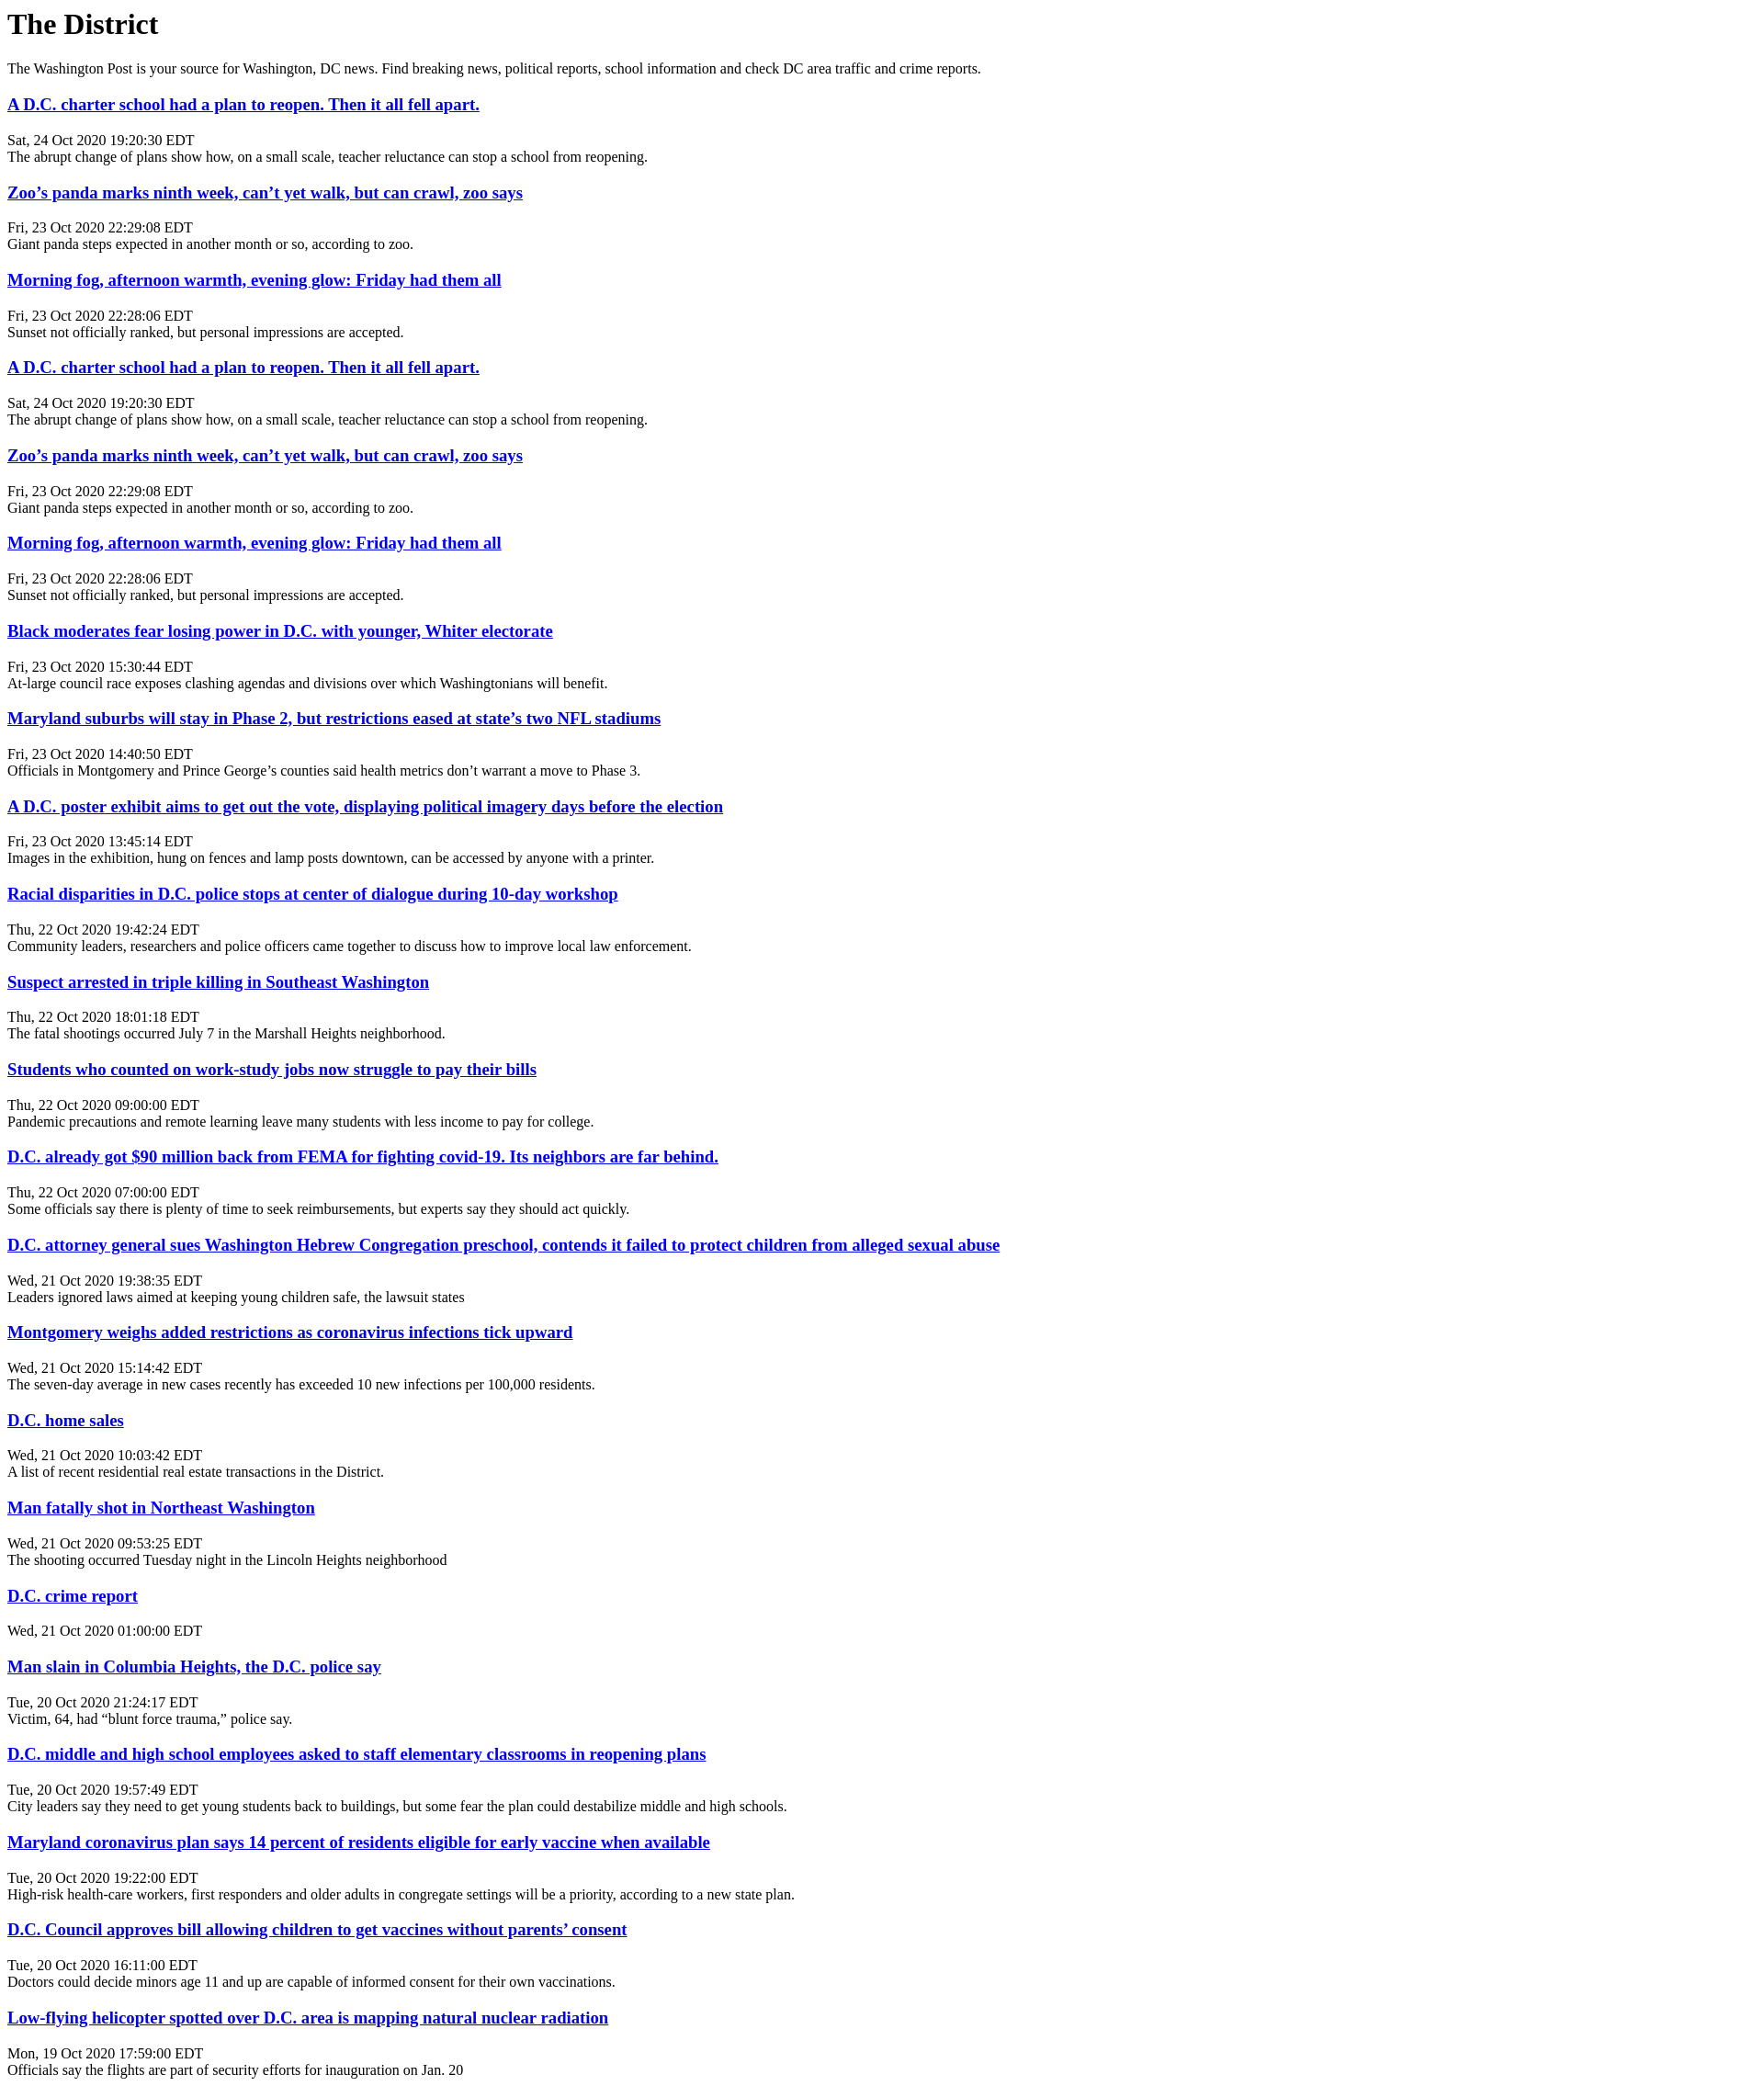 The District
The Washington Post is your source for Washington, DC news. Find breaking news, political reports, school information and check DC area traffic and crime reports.
A D.C. charter school had a plan to reopen. Then it all fell apart.
Sat, 24 Oct 2020 19:20:30 EDT
The abrupt change of plans show how, on a small scale, teacher reluctance can stop a school from reopening.
Zoo’s panda marks ninth week, can’t yet walk, but can crawl, zoo says
Fri, 23 Oct 2020 22:29:08 EDT
Giant panda steps expected in another month or so, according to zoo.
Morning fog, afternoon warmth, evening glow: Friday had them all
Fri, 23 Oct 2020 22:28:06 EDT
Sunset not officially ranked, but personal impressions are accepted.
A D.C. charter school had a plan to reopen. Then it all fell apart.
Sat, 24 Oct 2020 19:20:30 EDT
The abrupt change of plans show how, on a small scale, teacher reluctance can stop a school from reopening.
Zoo’s panda marks ninth week, can’t yet walk, but can crawl, zoo says
Fri, 23 Oct 2020 22:29:08 EDT
Giant panda steps expected in another month or so, according to zoo.
Morning fog, afternoon warmth, evening glow: Friday had them all
Fri, 23 Oct 2020 22:28:06 EDT
Sunset not officially ranked, but personal impressions are accepted.
Black moderates fear losing power in D.C. with younger, Whiter electorate
Fri, 23 Oct 2020 15:30:44 EDT
At-large council race exposes clashing agendas and divisions over which Washingtonians will benefit.
Maryland suburbs will stay in Phase 2, but restrictions eased at state’s two NFL stadiums
Fri, 23 Oct 2020 14:40:50 EDT
Officials in Montgomery and Prince George’s counties said health metrics don’t warrant a move to Phase 3.
A D.C. poster exhibit aims to get out the vote, displaying political imagery days before the election
Fri, 23 Oct 2020 13:45:14 EDT
Images in the exhibition, hung on fences and lamp posts downtown, can be accessed by anyone with a printer.
Racial disparities in D.C. police stops at center of dialogue during 10-day workshop
Thu, 22 Oct 2020 19:42:24 EDT
Community leaders, researchers and police officers came together to discuss how to improve local law enforcement.
Suspect arrested in triple killing in Southeast Washington
Thu, 22 Oct 2020 18:01:18 EDT
The fatal shootings occurred July 7 in the Marshall Heights neighborhood.
Students who counted on work-study jobs now struggle to pay their bills
Thu, 22 Oct 2020 09:00:00 EDT
Pandemic precautions and remote learning leave many students with less income to pay for college.
D.C. already got $90 million back from FEMA for fighting covid-19. Its neighbors are far behind.
Thu, 22 Oct 2020 07:00:00 EDT
Some officials say there is plenty of time to seek reimbursements, but experts say they should act quickly.
D.C. attorney general sues Washington Hebrew Congregation preschool, contends it failed to protect children from alleged sexual abuse
Wed, 21 Oct 2020 19:38:35 EDT
Leaders ignored laws aimed at keeping young children safe, the lawsuit states
Montgomery weighs added restrictions as coronavirus infections tick upward
Wed, 21 Oct 2020 15:14:42 EDT
The seven-day average in new cases recently has exceeded 10 new infections per 100,000 residents.
D.C. home sales
Wed, 21 Oct 2020 10:03:42 EDT
A list of recent residential real estate transactions in the District.
Man fatally shot in Northeast Washington
Wed, 21 Oct 2020 09:53:25 EDT
The shooting occurred Tuesday night in the Lincoln Heights neighborhood
D.C. crime report
Wed, 21 Oct 2020 01:00:00 EDT
Man slain in Columbia Heights, the D.C. police say
Tue, 20 Oct 2020 21:24:17 EDT
Victim, 64, had “blunt force trauma,” police say.
D.C. middle and high school employees asked to staff elementary classrooms in reopening plans
Tue, 20 Oct 2020 19:57:49 EDT
City leaders say they need to get young students back to buildings, but some fear the plan could destabilize middle and high schools.
Maryland coronavirus plan says 14 percent of residents eligible for early vaccine when available
Tue, 20 Oct 2020 19:22:00 EDT
High-risk health-care workers, first responders and older adults in congregate settings will be a priority, according to a new state plan.
D.C. Council approves bill allowing children to get vaccines without parents’ consent
Tue, 20 Oct 2020 16:11:00 EDT
Doctors could decide minors age 11 and up are capable of informed consent for their own vaccinations.
Low-flying helicopter spotted over D.C. area is mapping natural nuclear radiation
Mon, 19 Oct 2020 17:59:00 EDT
Officials say the flights are part of security efforts for inauguration on Jan. 20